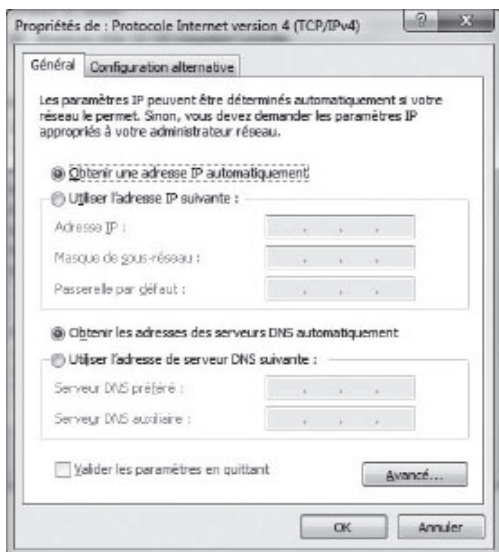 Propriétés de : Protocole Internet version 4 (TCP/IPv4)
?
X
Général
Configuration alternative
Les paramètres IP peuvent être déterminés automatiquement si votre
réseau le permet. Sinon, vous devez demander les paramètres IP
appropriés à votre administrateur réseau.
Obtenir une adresse IP automatiquement
Utiliser l'adresse IP suivante :
Adresse IP :
Masque de sous-réseau :
Passerelle par défaut :
Obtenir les adresses des serveurs DNS automatiquement
Utiliser l'adresse de serveur DNS suivante :
Serveur DNS préféré :
Serveur DNS auxiliaire :
Valider les paramètres en quittant
Avancé...
OK
Annuler